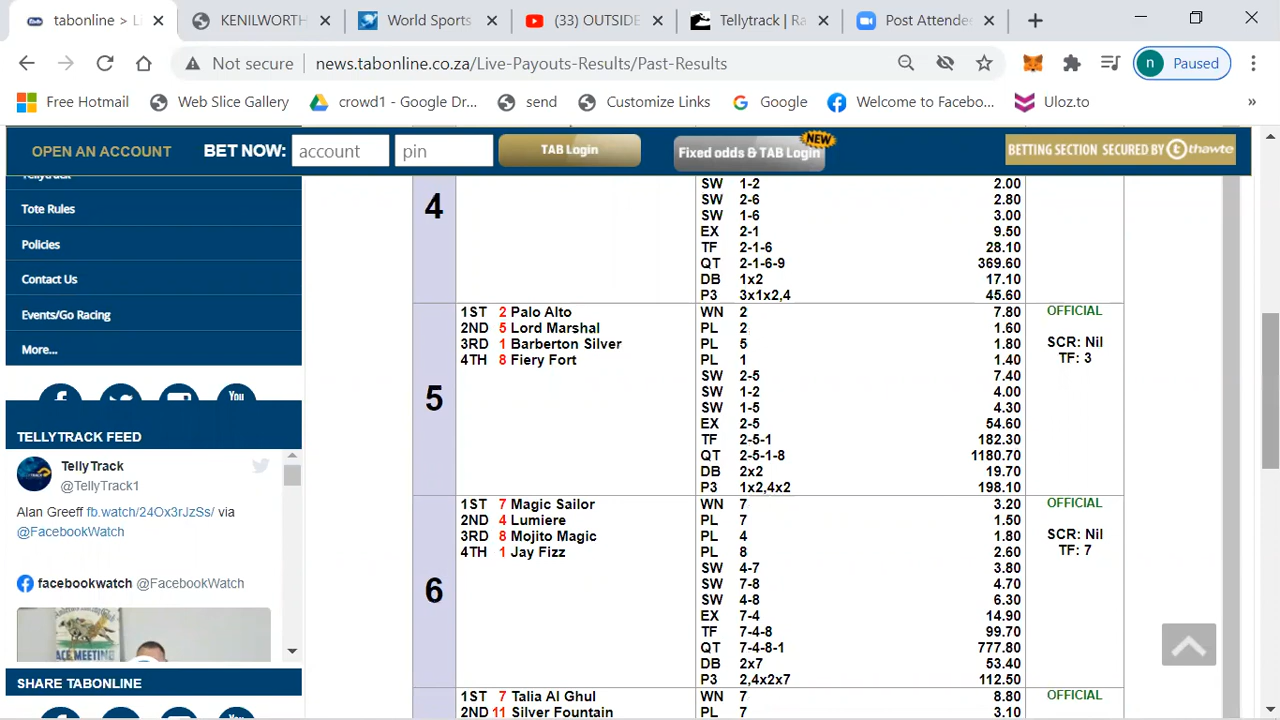 tabonline > Li
KENILWORTH
World Sports
(33) OUTSIDE
Tellytrack | Ra
Post Attende
Not secure
news.tabonline.co.za/Live-Payouts-Results/Past-Results
n Paused
Free Hotmail
Web Slice Gallery
crowd1 - Google Dr...
send
Customize Links
Google
Welcome to Facebo...
Uloz.to
»
OPEN AN ACCOUNT
BET NOW:
account
pin
TAB Login
Fixed odds & TAB Login
NEW
BETTING SECTION SECURED BY thawte
Tellytrack
Tote Rules
Policies
Contact Us
Events/Go Racing
More...
You
TELLYTRACK FEED
TellyTrack
@TellyTrack1
Alan Greeff fb.watch/24Ox3rJzSs/ via
@FacebookWatch
facebookwatch @FacebookWatch
ACE MEETING
SHARE TABONLINE
You
4
SW 1-2 2.00
SW 2-6 2.80
SW 1-6 3.00
EX 2-1 9.50
TF 2-1-6 28.10
QT 2-1-6-9 369.60
DB 1x2 17.10
P3 3x1x2,4 45.60
5
1ST 2 Palo Alto WN 2 7.80 OFFICIAL
2ND 5 Lord Marshal PL 2 1.60
3RD 1 Barberton Silver PL 5 1.80 SCR: Nil
4TH 8 Fiery Fort PL 1 1.40 TF: 3
SW 2-5 7.40
SW 1-2 4.00
SW 1-5 4.30
EX 2-5 54.60
TF 2-5-1 182.30
QT 2-5-1-8 1180.70
DB 2x2 19.70
P3 1x2,4x2 198.10
6
1ST 7 Magic Sailor WN 7 3.20 OFFICIAL
2ND 4 Lumiere PL 7 1.50
3RD 8 Mojito Magic PL 4 1.80 SCR: Nil
4TH 1 Jay Fizz PL 8 2.60 TF: 7
SW 4-7 3.80
SW 7-8 4.70
SW 4-8 6.30
EX 7-4 14.90
TF 7-4-8 99.70
QT 7-4-8-1 777.80
DB 2x7 53.40
P3 2,4x2x7 112.50
1ST 7 Talia Al Ghul WN 7 8.80 OFFICIAL
2ND 11 Silver Fountain PL 7 3.10